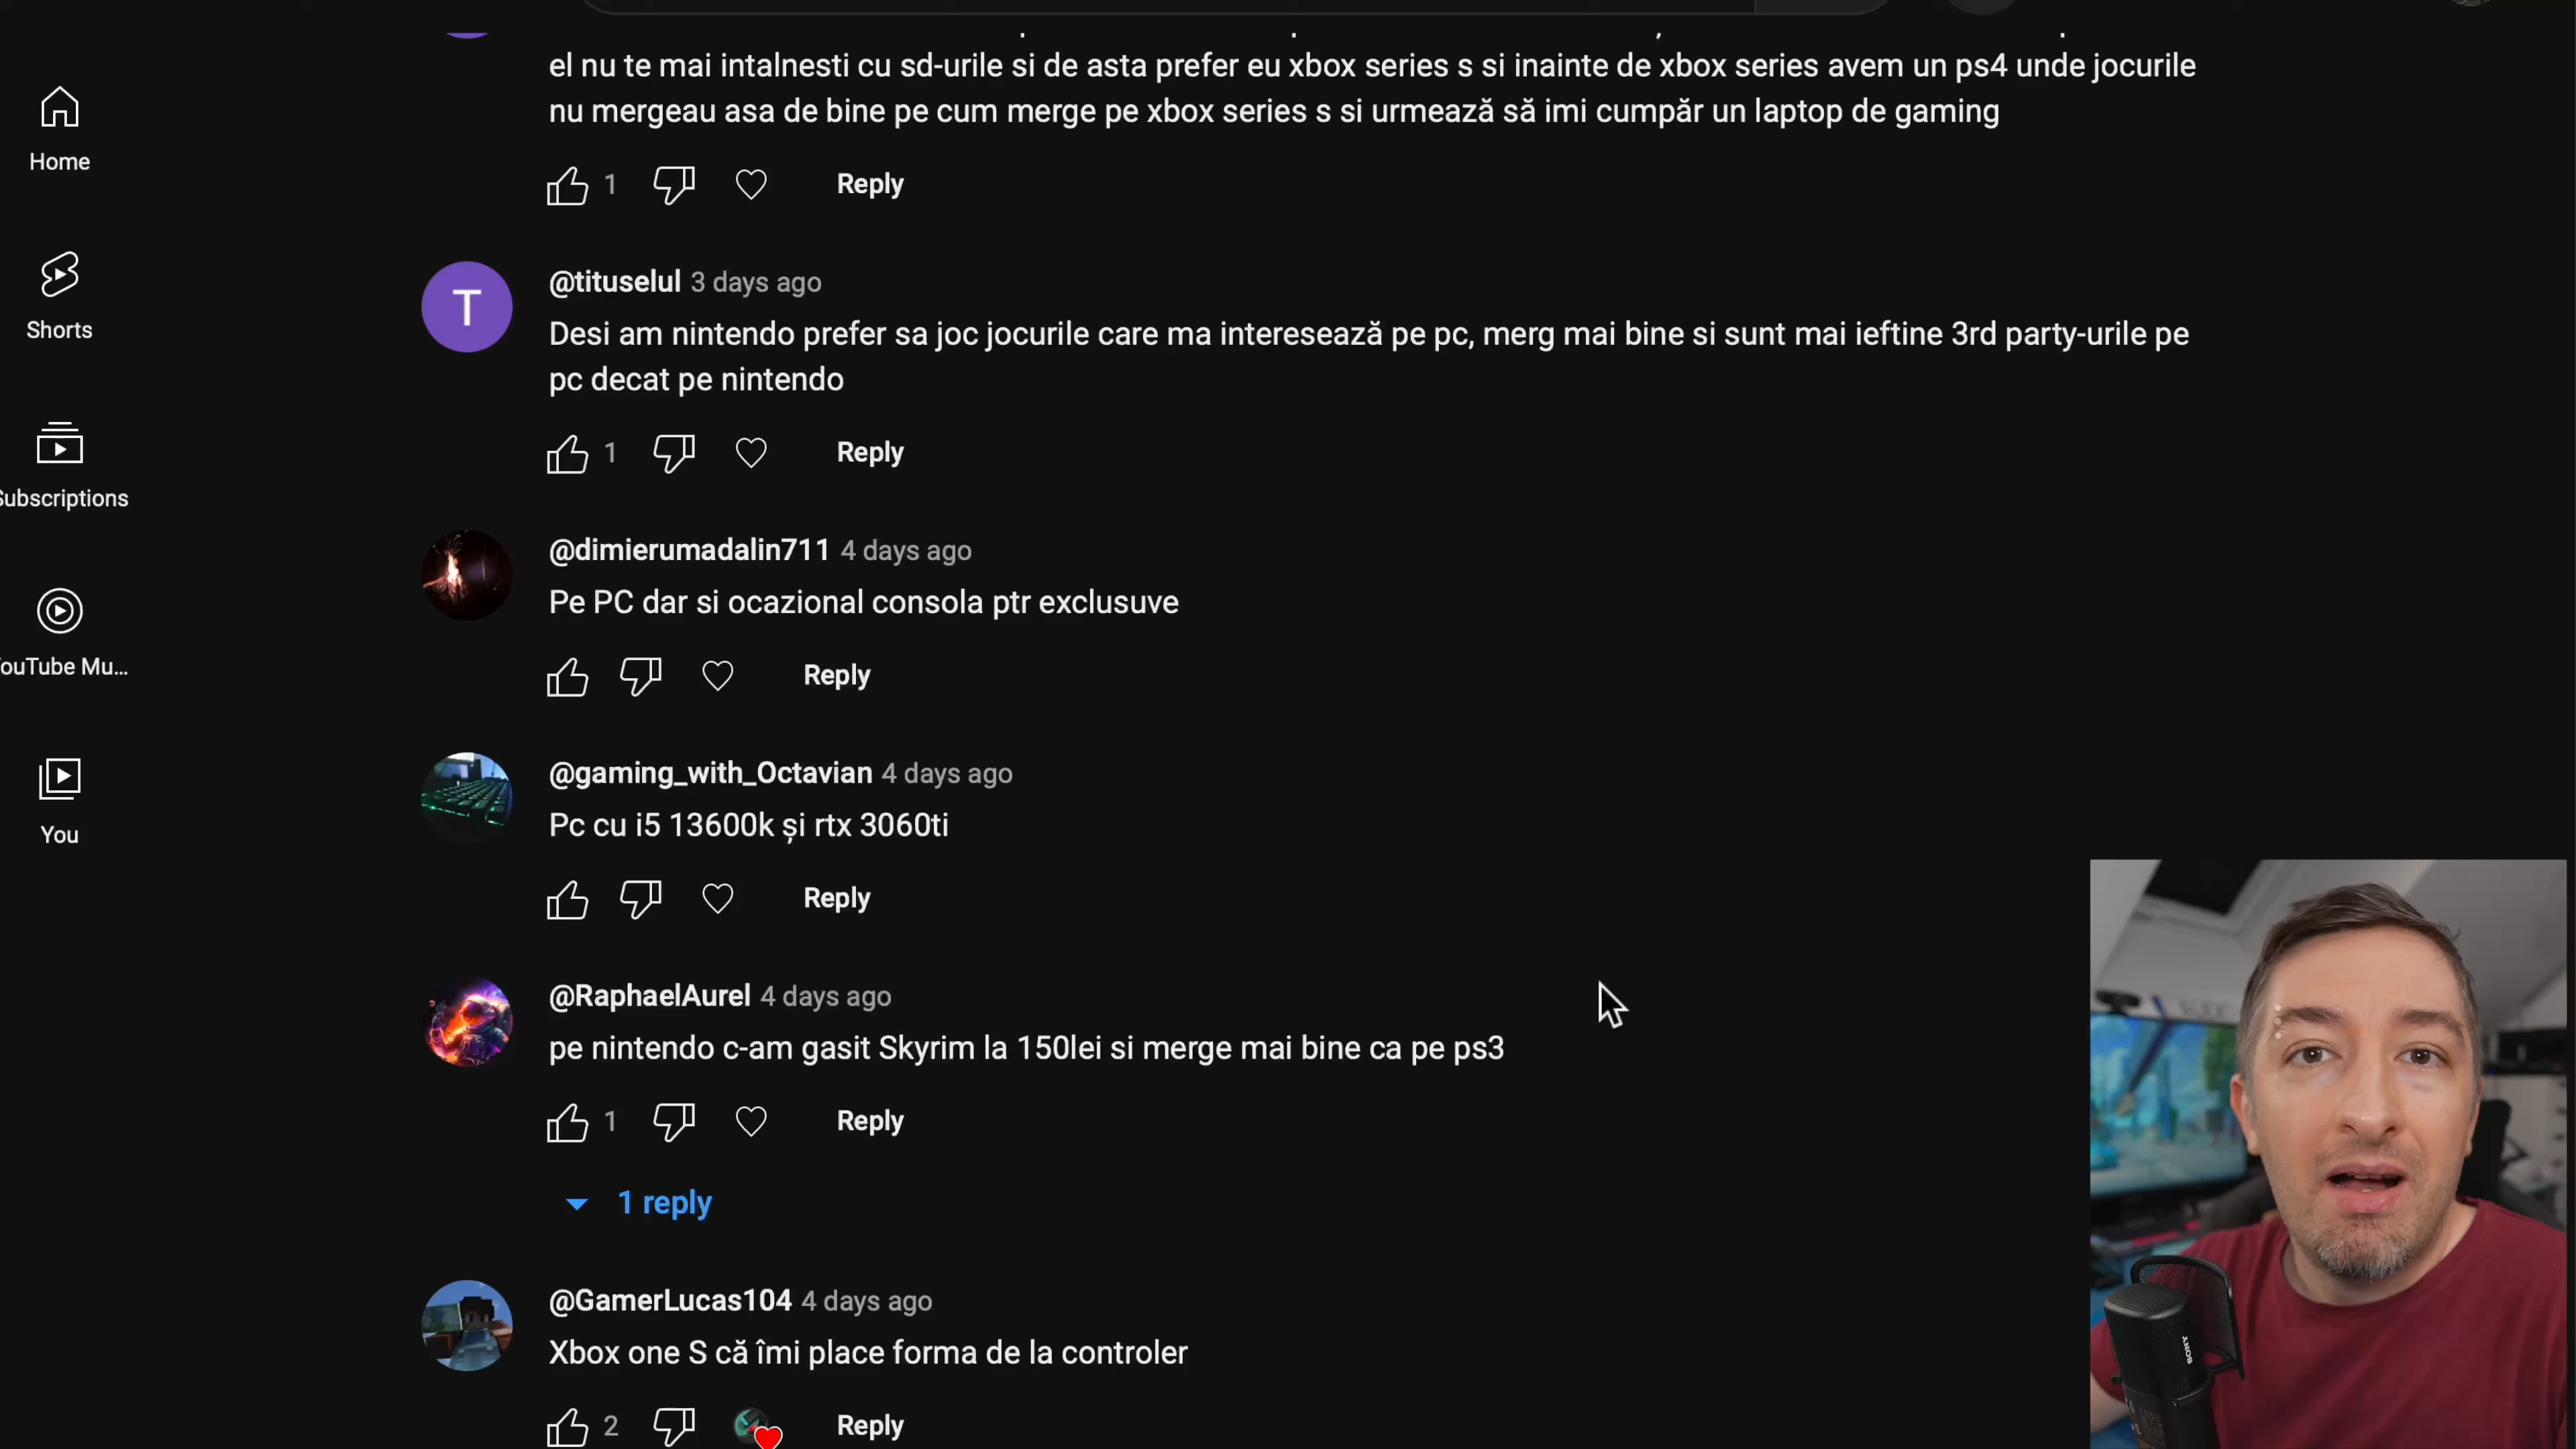 el nu te mai intalnesti cu sd-urile si de asta prefer eu xbox series s si inainte de xbox series avem un ps4 unde jocurile
nu mergeau asa de bine pe cum merge pe xbox series s si urmează să imi cumpăr un laptop de gaming
1 Reply
Home
Shorts
Subscriptions
YouTube Mu...
You
@tituselul 3 days ago
T
Desi am nintendo prefer sa joc jocurile care ma interesează pe pc, merg mai bine si sunt mai ieftine 3rd party-urile pe
pc decat pe nintendo
1 Reply
@dimierumadalin711 4 days ago
Pe PC dar si ocazional consola ptr exclusuve
Reply
@gaming_with_Octavian 4 days ago
Pc cu i5 13600k și rtx 3060ti
Reply
@RaphaelAurel 4 days ago
pe nintendo c-am gasit Skyrim la 150lei si merge mai bine ca pe ps3
1 Reply
1 reply
@GamerLucas104 4 days ago
Xbox one S că îmi place forma de la controler
2 Reply
SONY